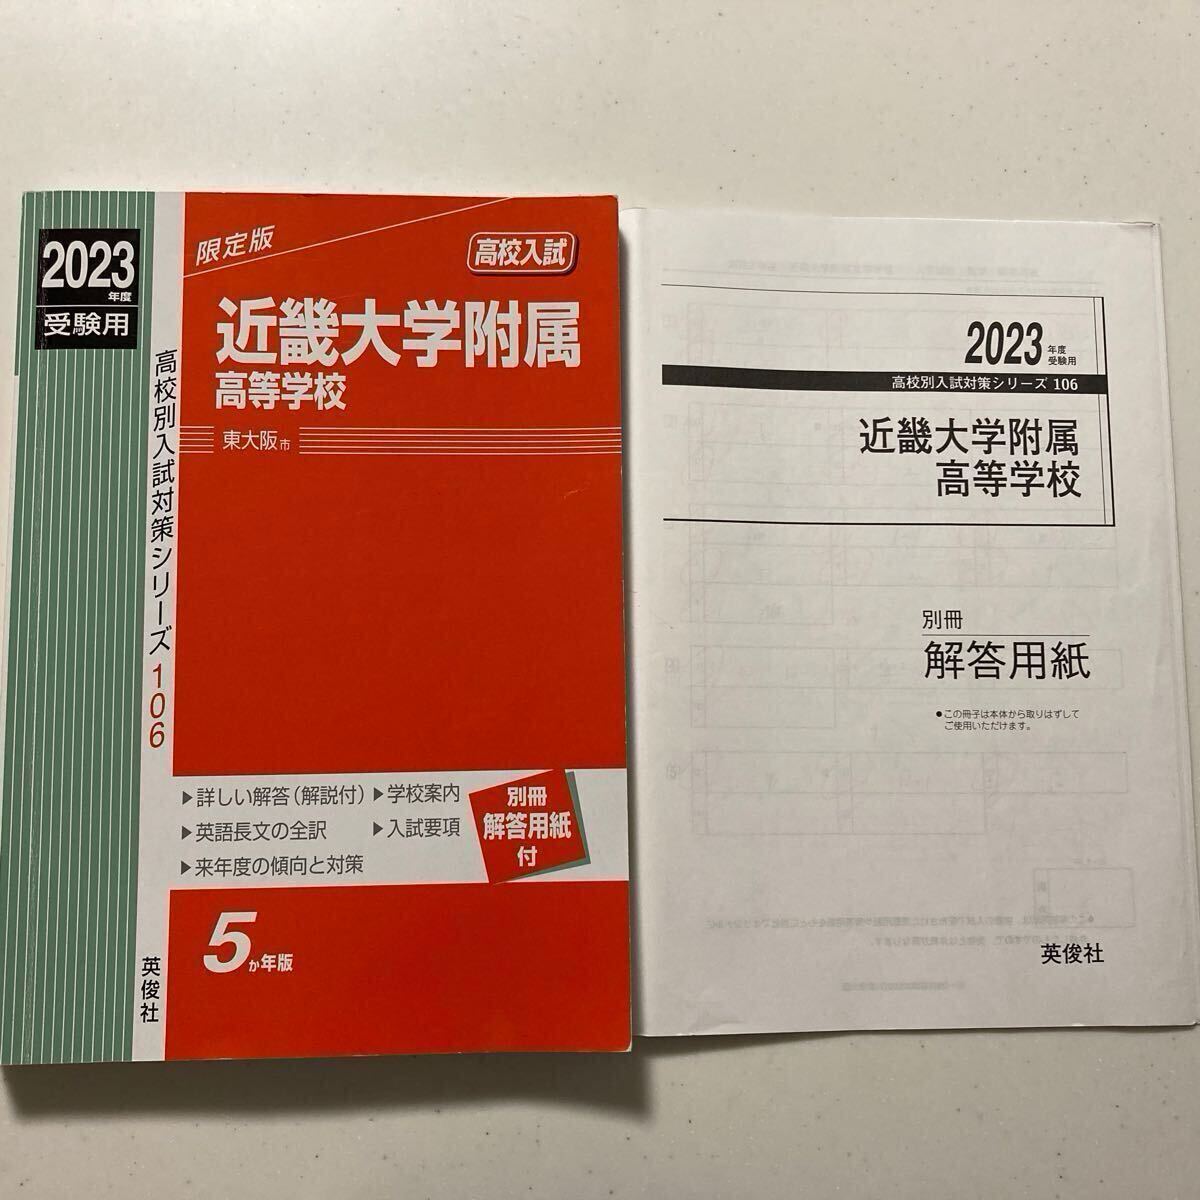 2023
年度
受験用
高校別入試対策シリーズ106
英俊社
限定版
高校入試
近畿大学附属
高等学校
東大阪市
▶詳しい解答(解説付)
▶学校案内
▶英語長文の全訳
▶入試要項
▶来年度の傾向と対策
別冊
解答用紙
付
5か年版
2023年度
受験用
高校別入試対策シリーズ 106
近畿大学附属
高等学校
別冊
解答用紙
●この冊子は本体から取りはずして
ご使用いただけます。
英俊社